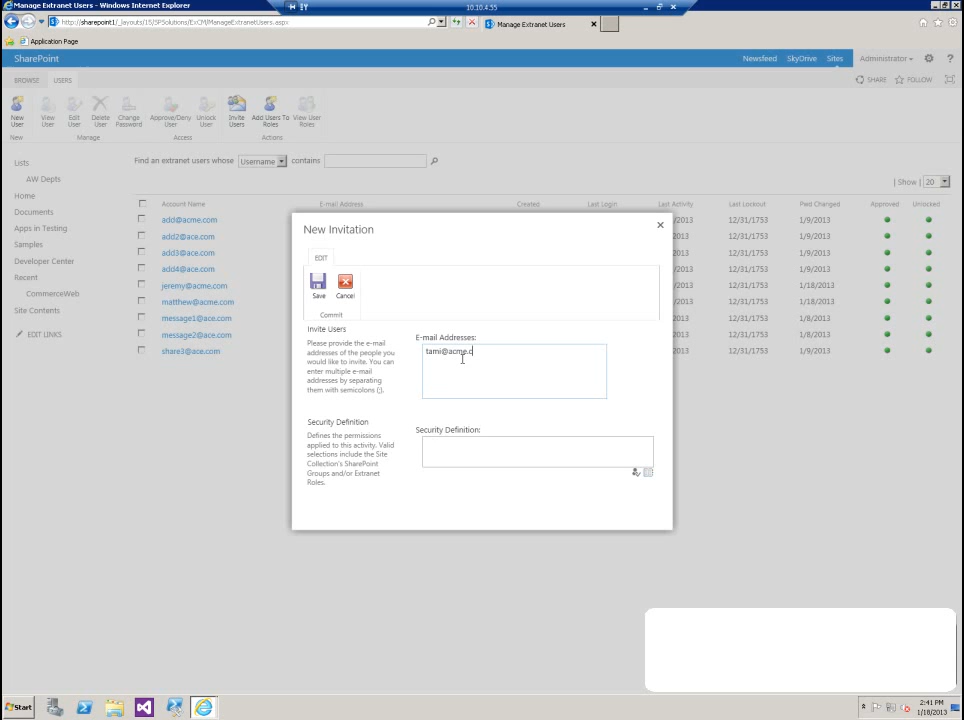 Manage Extranet Users - Windows Internet Explorer
10.10.4.55
http://sharepoint1/_layouts/15/SPSolutions/ExCM/ManageExtranetUsers.aspx
Manage Extranet Users
Application Page
SharePoint
Newsfeed SkyDrive Sites Administrator ?
BROWSE USERS
SHARE FOLLOW
New User
View User
Edit User
Delete User
Change Password
Approve/Deny User
Unlock User
Invite Users
Add Users To Roles
View User Roles
New Manage Access Actions
Find an extranet users whose Username contains
| Show | 20
Lists
AW Depts
Home
Documents
Apps in Testing
Samples
Developer Center
Recent
CommerceWeb
Site Contents
EDIT LINKS
Account Name E-mail Address Created Last Login Last Activity Last Lockout Pwd Changed Approved Unlocked
add@acme.com /2013 12/31/1753 1/9/2013
add2@ace.com 2013 12/31/1753 1/9/2013
add3@ace.com 2013 12/31/1753 1/9/2013
add4@ace.com 2013 12/31/1753 1/9/2013
jeremy@acme.com /2013 12/31/1753 1/18/2013
matthew@acme.com /2013 12/31/1753 1/18/2013
message1@ace.com 2013 12/31/1753 1/8/2013
message2@ace.com 2013 12/31/1753 1/8/2013
share3@ace.com 2013 12/31/1753 1/9/2013
New Invitation
EDIT
Save Cancel
Commit
Invite Users
Please provide the e-mail
addresses of the people you
would like to invite. You can
enter multiple e-mail
addresses by separating
them with semicolons (;).
E-mail Addresses:
tami@acme.c
Security Definition
Defines the permissions
applied to this activity. Valid
selections include the Site
Collection's SharePoint
Groups and/or Extranet
Roles.
Security Definition:
Start
2:41 PM
1/18/2013